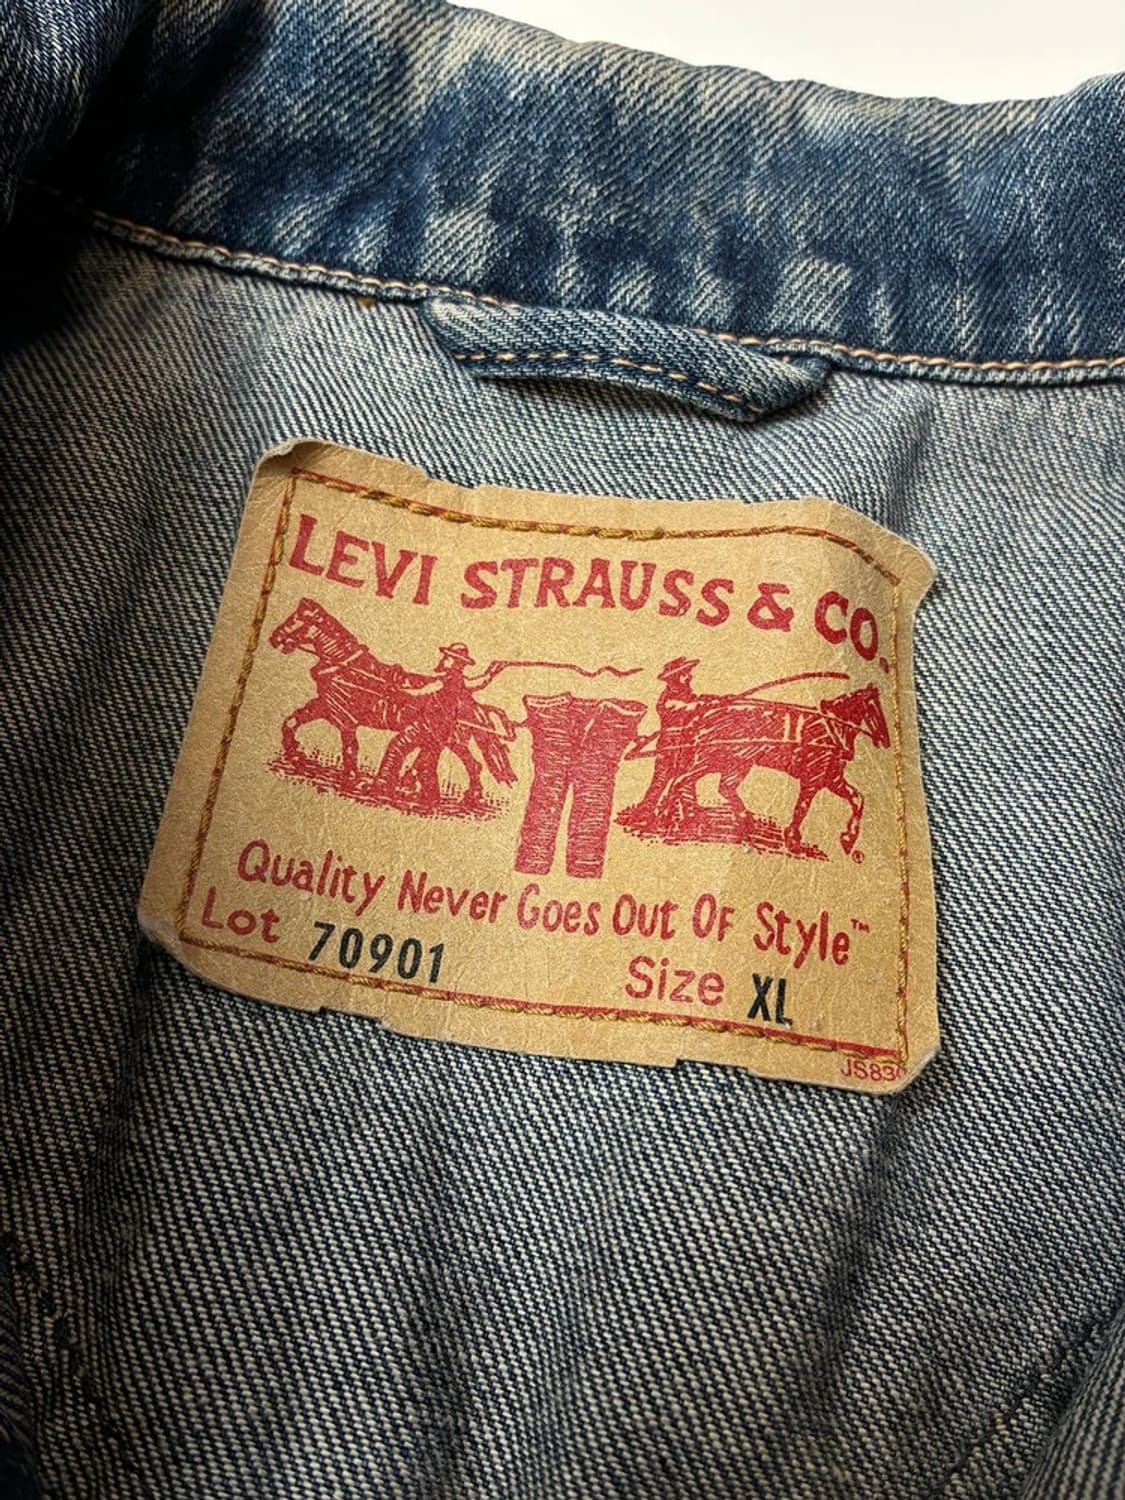 LEVI STRAUSS & CO.
®
Quality Never Goes Out Of Style™
Lot 70901 Size XL